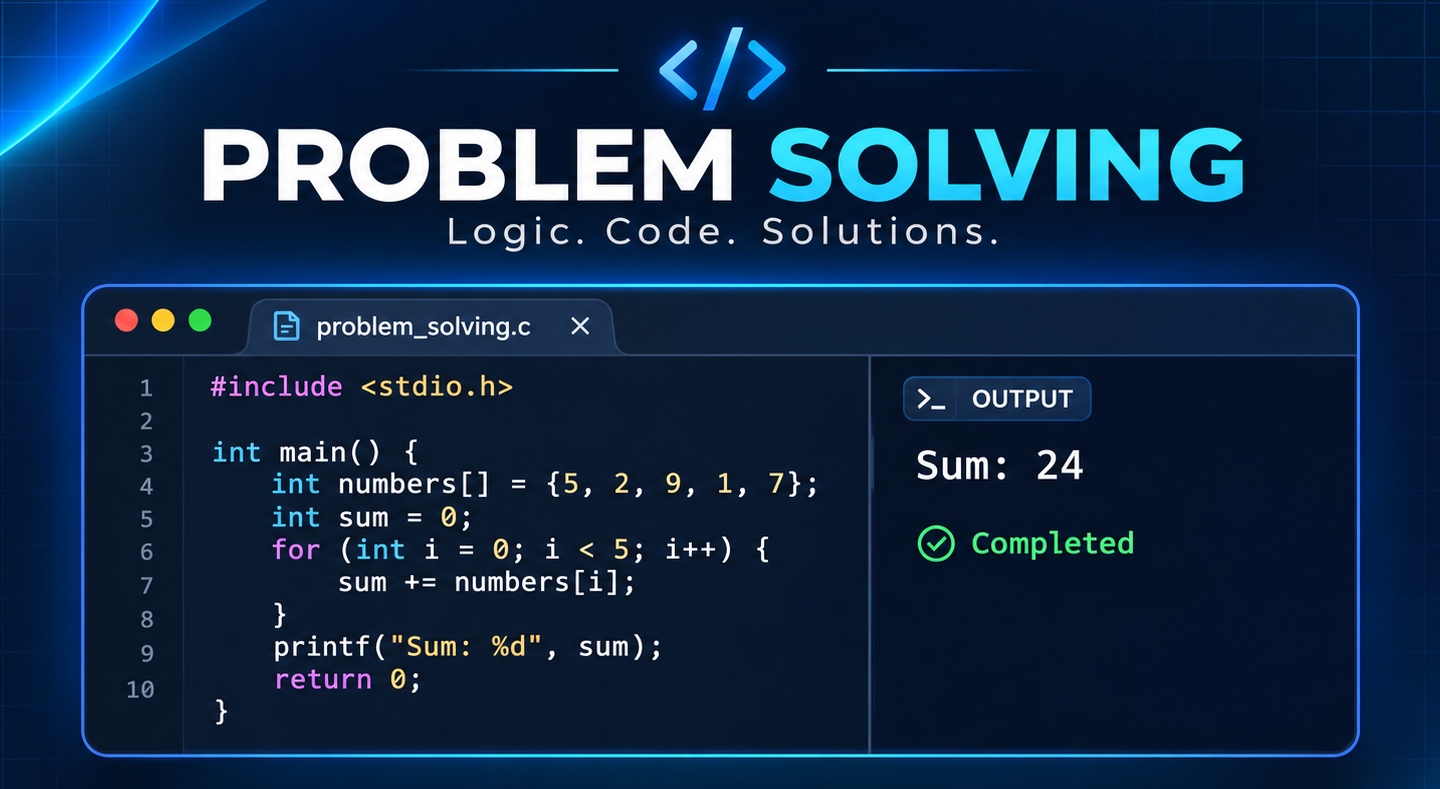 </>
PROBLEM SOLVING
Logic. Code. Solutions.
problem_solving.c ×
1 #include <stdio.h>
2
3 int main() {
4     int numbers[] = {5, 2, 9, 1, 7};
5     int sum = 0;
6     for (int i = 0; i < 5; i++) {
7         sum += numbers[i];
8     }
9     printf("Sum: %d", sum);
10     return 0;
}
>_ OUTPUT
Sum: 24
Completed